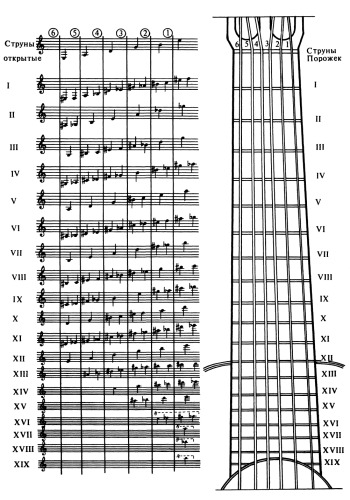 ⑥ ⑤ ④ ③ ② ①
Струны
открытые
I
II
III
IV
V
VI
VII
VIII
IX
X
XI
XII
XIII
XIV
XV
XVI
XVII
XVIII
XIX
6 5 4 3 2 1
Струны
Порожек
I
II
III
IV
V
VI
VII
VIII
IX
X
XI
XII
XIII
XIV
XV
XVI
XVII
XVIII
XIX